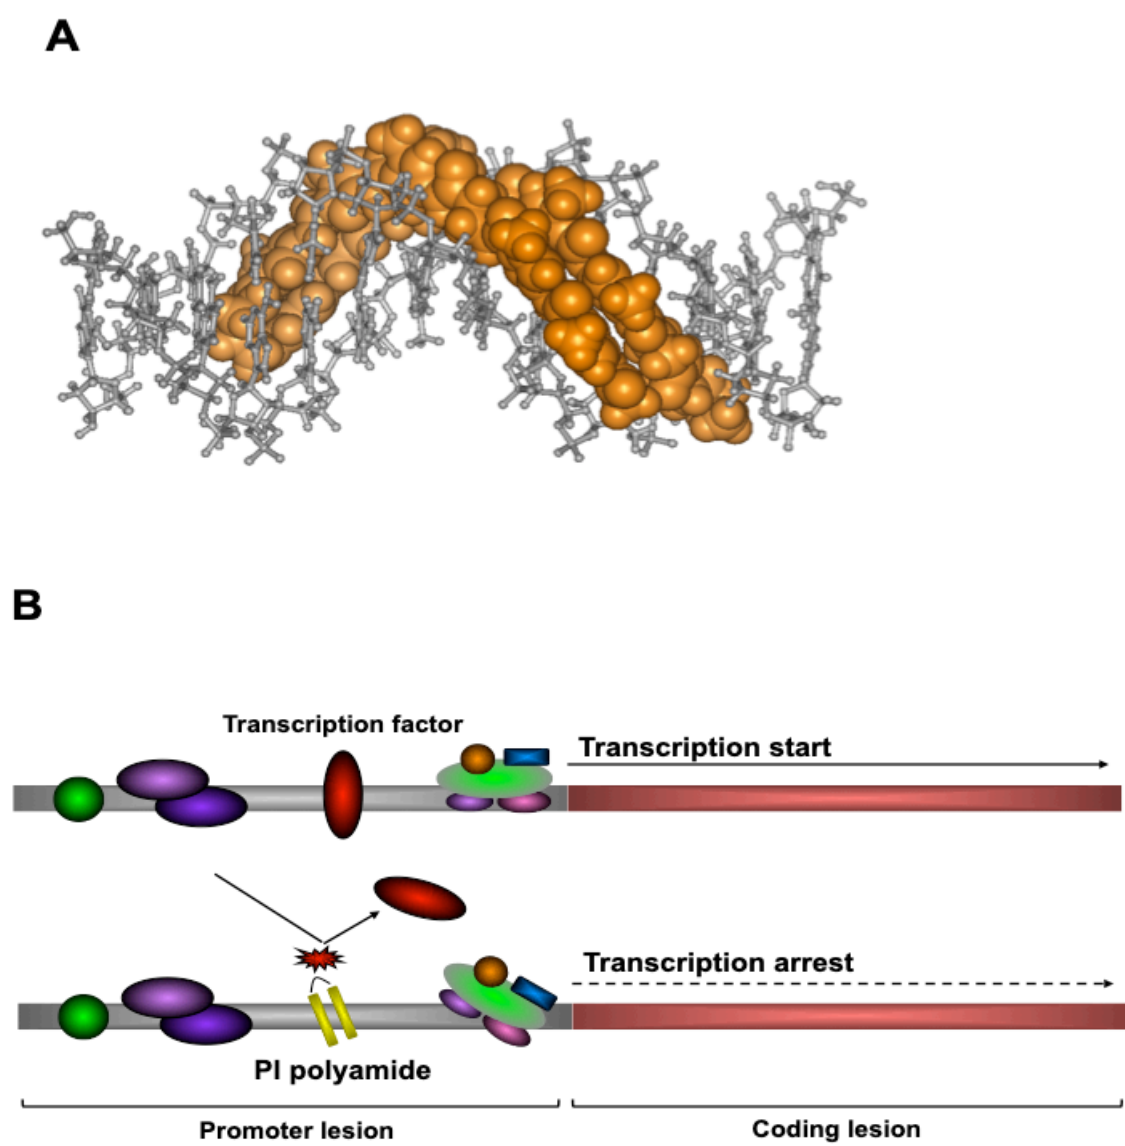 A
B
Transcription factor
Transcription start
Transcription arrest
PI polyamide
Promoter lesion
Coding lesion